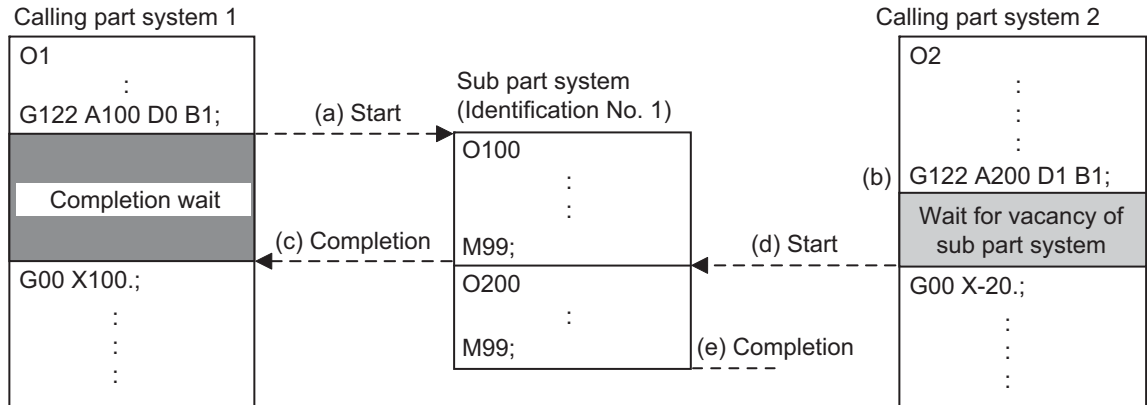 Calling part system 1
O1
:
G122 A100 D0 B1;
Completion wait
G00 X100.;
:
:
:
(a) Start
(c) Completion
Sub part system
(Identification No. 1)
O100
:
:
M99;
O200
:
M99;
(d) Start
(e) Completion
Calling part system 2
O2
:
:
:
(b)
G122 A200 D1 B1;
Wait for vacancy of
sub part system
G00 X-20.;
:
:
: